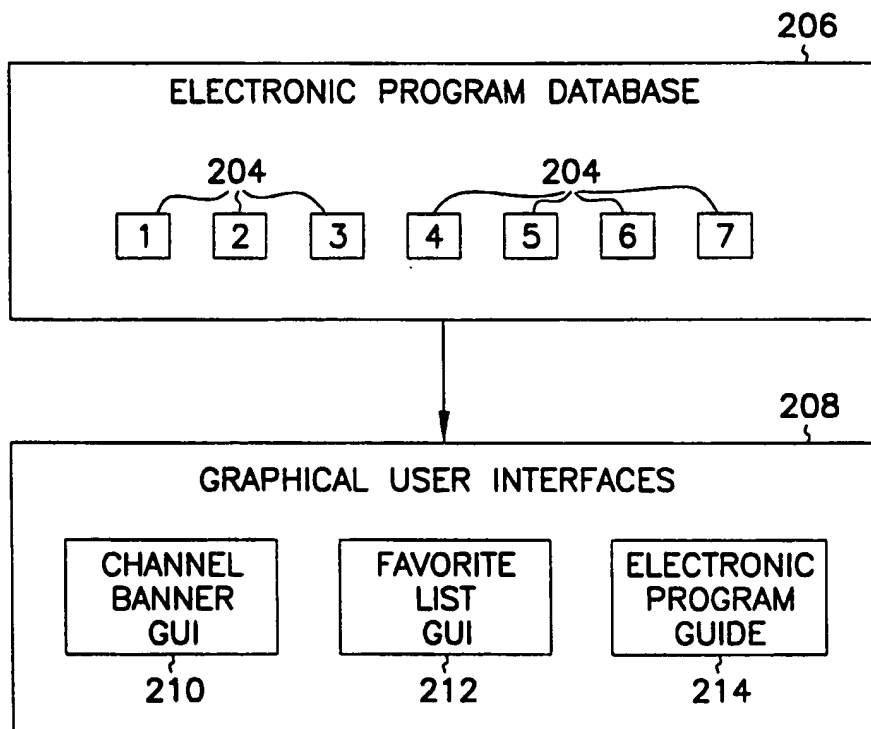 206
ELECTRONIC PROGRAM DATABASE
204 204
1 2 3 4 5 6 7
208
GRAPHICAL USER INTERFACES
CHANNEL
BANNER
GUI
210
FAVORITE
LIST
GUI
212
ELECTRONIC
PROGRAM
GUIDE
214